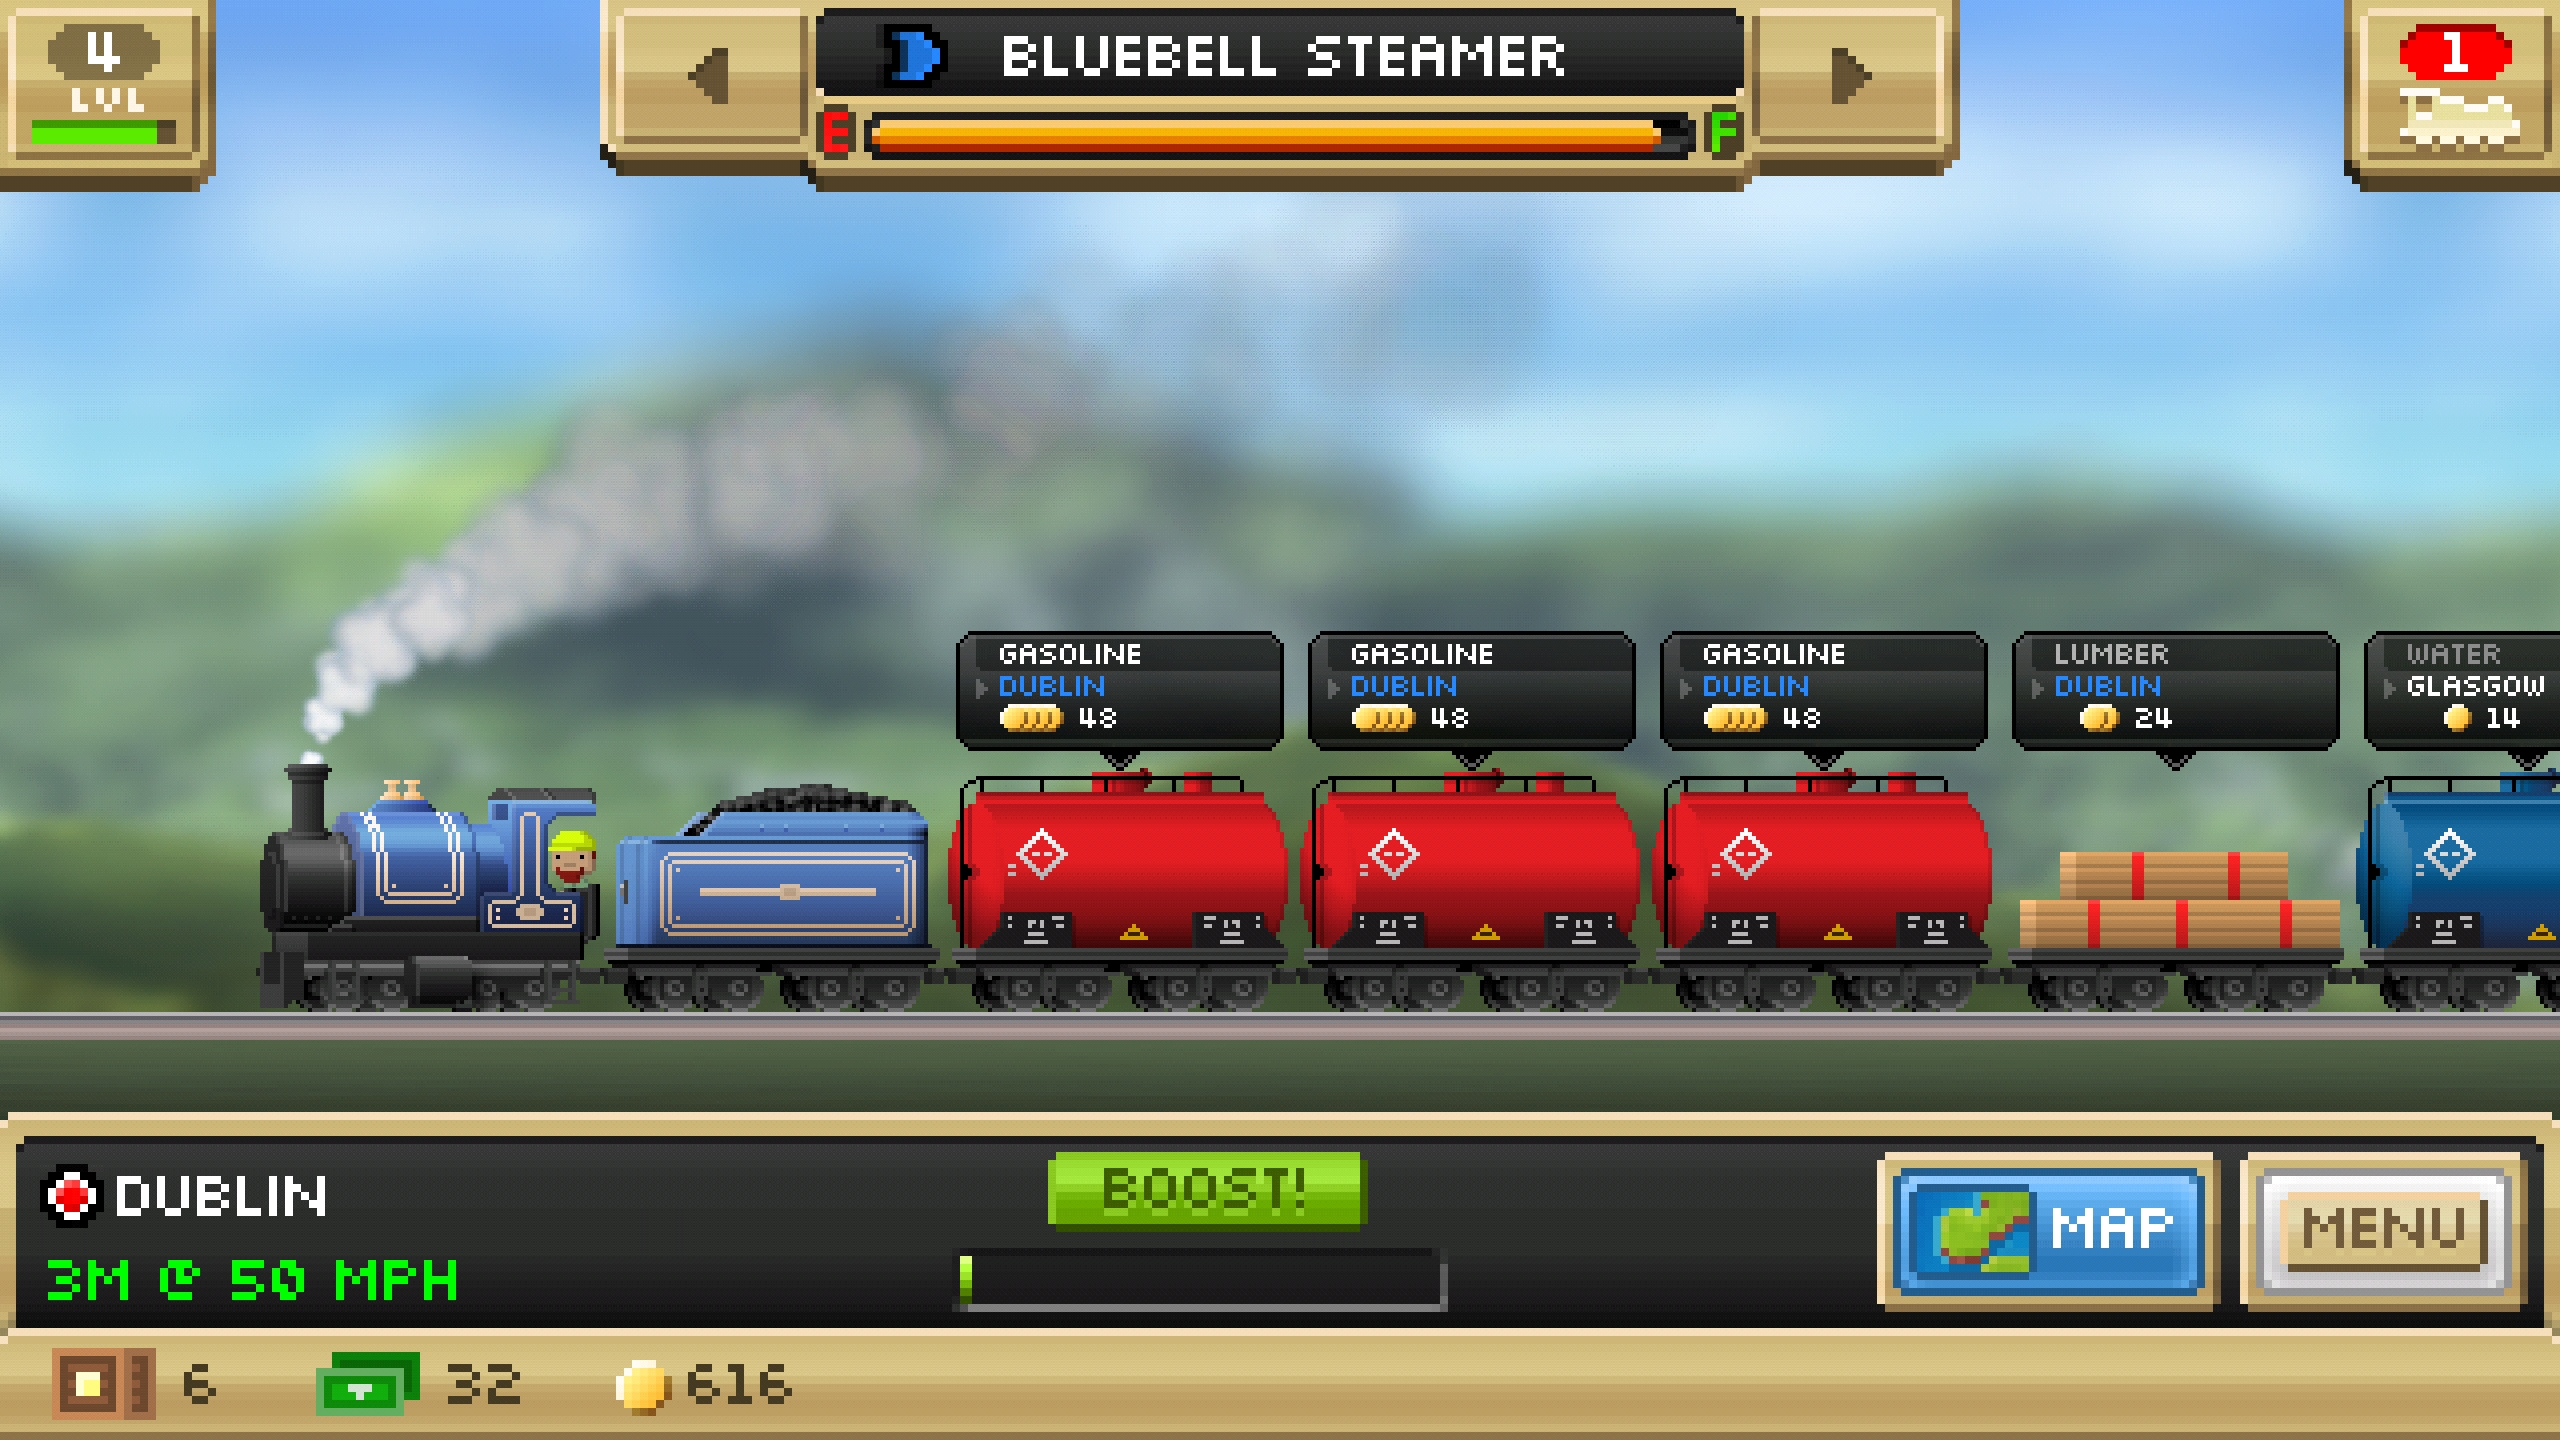 4
LVL
BLUEBELL STEAMER
E F
1
GASOLINE
DUBLIN
48
GASOLINE
DUBLIN
48
GASOLINE
DUBLIN
48
LUMBER
DUBLIN
24
WATER
GLASGOW
14
DUBLIN
3M @ 50 MPH
BOOST!
MAP
MENU
6
32
616